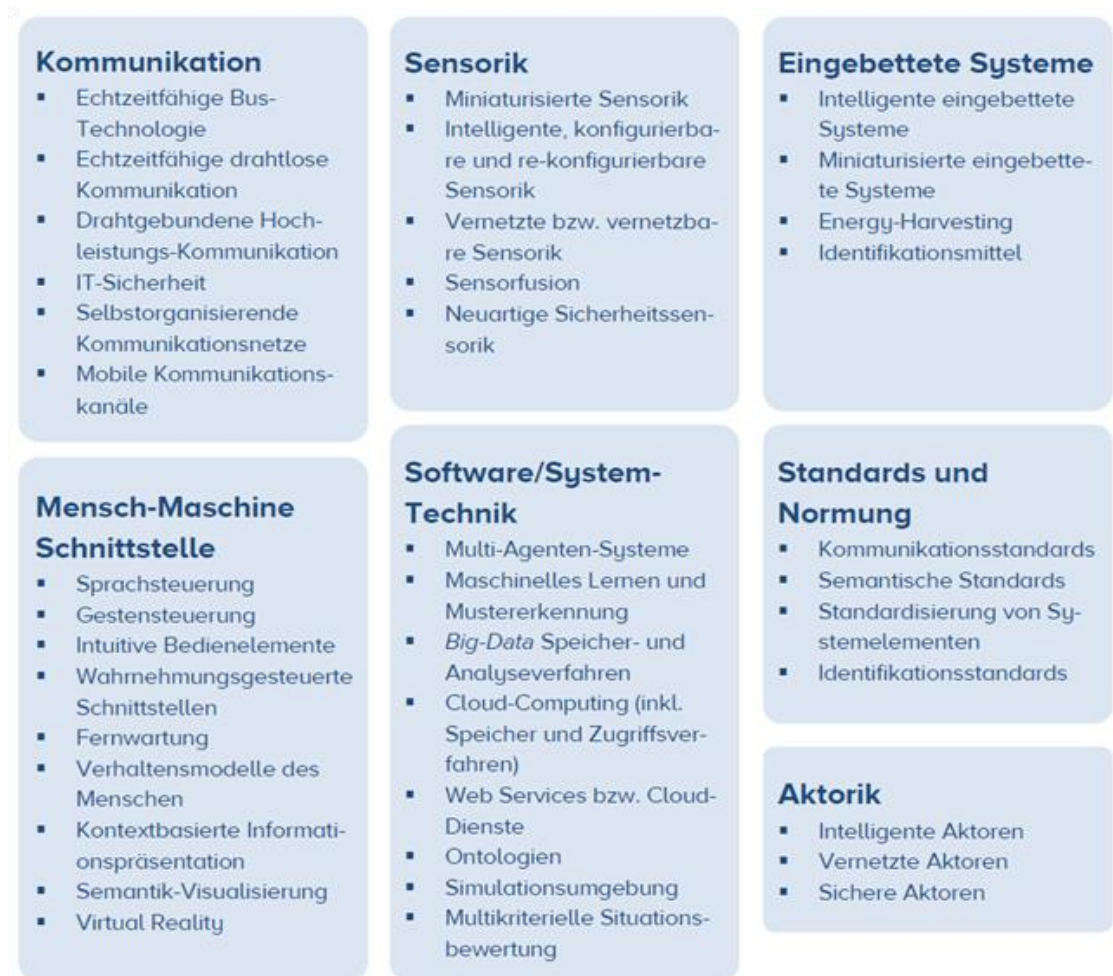 Kommunikation
▪ Echtzeitfähige Bus-
Technologie
▪ Echtzeitfähige drahtlose
Kommunikation
▪ Drahtgebundene Hoch-
leistungs-Kommunikation
▪ IT-Sicherheit
▪ Selbstorganisierende
Kommunikationsnetze
▪ Mobile Kommunikations-
kanäle
Sensorik
▪ Miniaturisierte Sensorik
▪ Intelligente, konfigurierba-
re und re-konfigurierbare
Sensorik
▪ Vernetzte bzw. vernetzba-
re Sensorik
▪ Sensorfusion
▪ Neuartige Sicherheitssen-
sorik
Eingebettete Systeme
▪ Intelligente eingebettete
Systeme
▪ Miniaturisierte eingebette-
te Systeme
▪ Energy-Harvesting
▪ Identifikationsmittel
Mensch-Maschine
Schnittstelle
▪ Sprachsteuerung
▪ Gestensteuerung
▪ Intuitive Bedienelemente
▪ Wahrnehmungsgesteuerte
Schnittstellen
▪ Fernwartung
▪ Verhaltensmodelle des
Menschen
▪ Kontextbasierte Informati-
onspräsentation
▪ Semantik-Visualisierung
▪ Virtual Reality
Software/System-
Technik
▪ Multi-Agenten-Systeme
▪ Maschinelles Lernen und
Mustererkennung
▪ Big-Data Speicher- und
Analyseverfahren
▪ Cloud-Computing (inkl.
Speicher und Zugriffsver-
fahren)
▪ Web Services bzw. Cloud-
Dienste
▪ Ontologien
▪ Simulationsumgebung
▪ Multikriterielle Situations-
bewertung
Standards und
Normung
▪ Kommunikationsstandards
▪ Semantische Standards
▪ Standardisierung von Sy-
stemelementen
▪ Identifikationsstandards
Aktorik
▪ Intelligente Aktoren
▪ Vernetzte Aktoren
▪ Sichere Aktoren